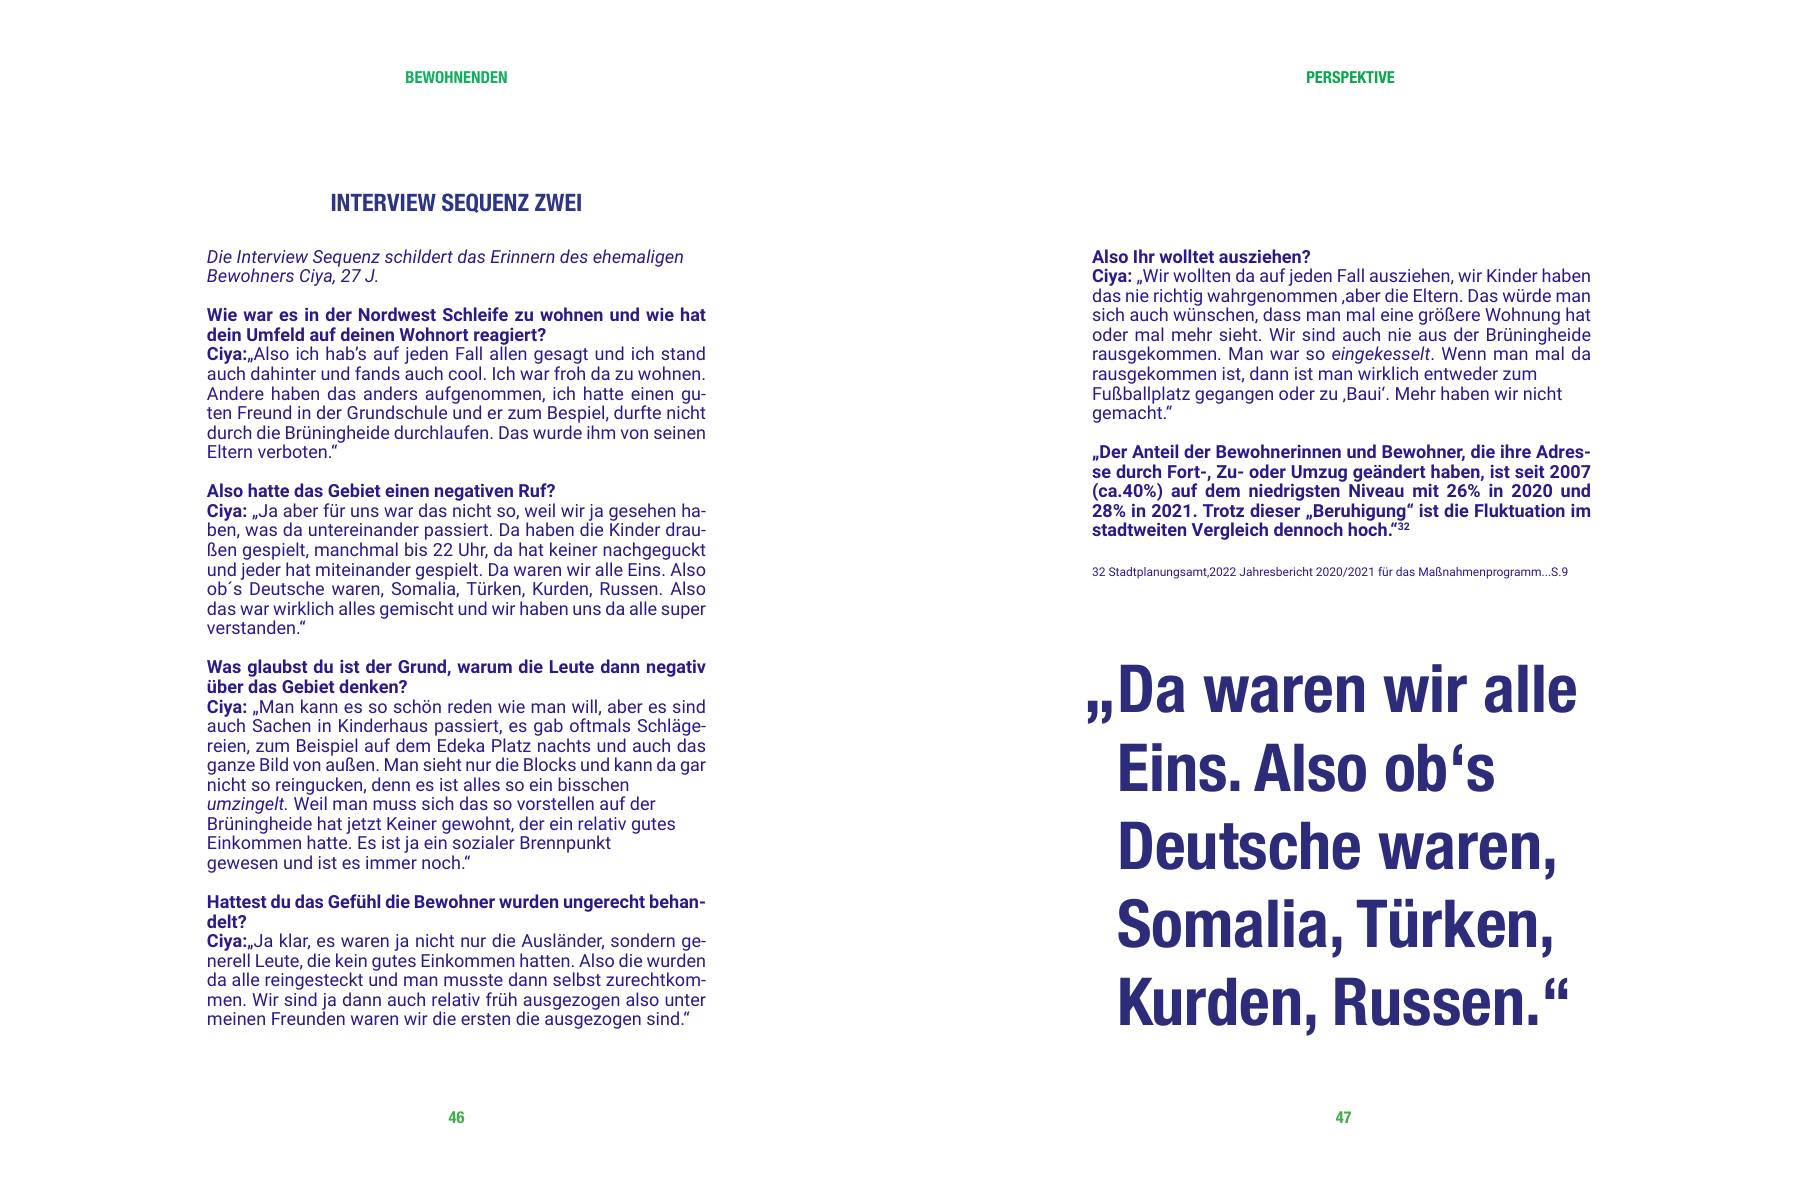 BEWOHNENDEN
INTERVIEW SEQUENZ ZWEI
Die Interview Sequenz schildert das Erinnern des ehemaligen
Bewohners Ciya, 27 J.
Wie war es in der Nordwest Schleife zu wohnen und wie hat
dein Umfeld auf deinen Wohnort reagiert?
Ciya:„Also ich hab’s auf jeden Fall allen gesagt und ich stand
auch dahinter und fands auch cool. Ich war froh da zu wohnen.
Andere haben das anders aufgenommen, ich hatte einen gu-
ten Freund in der Grundschule und er zum Bespiel, durfte nicht
durch die Brüningheide durchlaufen. Das wurde ihm von seinen
Eltern verboten.“
Also hatte das Gebiet einen negativen Ruf?
Ciya: „Ja aber für uns war das nicht so, weil wir ja gesehen ha-
ben, was da untereinander passiert. Da haben die Kinder drau-
ßen gespielt, manchmal bis 22 Uhr, da hat keiner nachgeguckt
und jeder hat miteinander gespielt. Da waren wir alle Eins. Also
ob´s Deutsche waren, Somalia, Türken, Kurden, Russen. Also
das war wirklich alles gemischt und wir haben uns da alle super
verstanden.“
Was glaubst du ist der Grund, warum die Leute dann negativ
über das Gebiet denken?
Ciya: „Man kann es so schön reden wie man will, aber es sind
auch Sachen in Kinderhaus passiert, es gab oftmals Schläge-
reien, zum Beispiel auf dem Edeka Platz nachts und auch das
ganze Bild von außen. Man sieht nur die Blocks und kann da gar
nicht so reingucken, denn es ist alles so ein bisschen
umzingelt. Weil man muss sich das so vorstellen auf der
Brüningheide hat jetzt Keiner gewohnt, der ein relativ gutes
Einkommen hatte. Es ist ja ein sozialer Brennpunkt
gewesen und ist es immer noch.“
Hattest du das Gefühl die Bewohner wurden ungerecht behan-
delt?
Ciya:„Ja klar, es waren ja nicht nur die Ausländer, sondern ge-
nerell Leute, die kein gutes Einkommen hatten. Also die wurden
da alle reingesteckt und man musste dann selbst zurechtkom-
men. Wir sind ja dann auch relativ früh ausgezogen also unter
meinen Freunden waren wir die ersten die ausgezogen sind.“
46
PERSPEKTIVE
Also Ihr wolltet ausziehen?
Ciya: „Wir wollten da auf jeden Fall ausziehen, wir Kinder haben
das nie richtig wahrgenommen ,aber die Eltern. Das würde man
sich auch wünschen, dass man mal eine größere Wohnung hat
oder mal mehr sieht. Wir sind auch nie aus der Brüningheide
rausgekommen. Man war so eingekesselt. Wenn man mal da
rausgekommen ist, dann ist man wirklich entweder zum
Fußballplatz gegangen oder zu ‚Baui‘. Mehr haben wir nicht
gemacht.“
„Der Anteil der Bewohnerinnen und Bewohner, die ihre Adres-
se durch Fort-, Zu- oder Umzug geändert haben, ist seit 2007
(ca.40%) auf dem niedrigsten Niveau mit 26% in 2020 und
28% in 2021. Trotz dieser „Beruhigung“ ist die Fluktuation im
stadtweiten Vergleich dennoch hoch.“³²
32 Stadtplanungsamt,2022 Jahresbericht 2020/2021 für das Maßnahmenprogramm...S.9
„Da waren wir alle
Eins. Also ob‘s
Deutsche waren,
Somalia, Türken,
Kurden, Russen.“
47